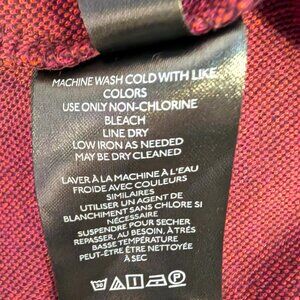 MACHINE WASH COLD WITH LIKE
COLORS
USE ONLY NON-CHLORINE
BLEACH
LINE DRY
LOW IRON AS NEEDED
MAY BE DRY CLEANED
LAVER À LA MACHINE À L'EAU
FROIDE AVEC COULEURS
SIMILAIRES
UTILISER UN AGENT DE
BLANCHIMENT SANS CHLORE SI
NÉCESSAIRE
SUSPENDRE POUR SÉCHER
REPASSER, AU BESOIN, À TRÈS
BASSE TEMPÉRATURE
PEUT-ÊTRE ÊTRE NETTOYÉE
À SEC